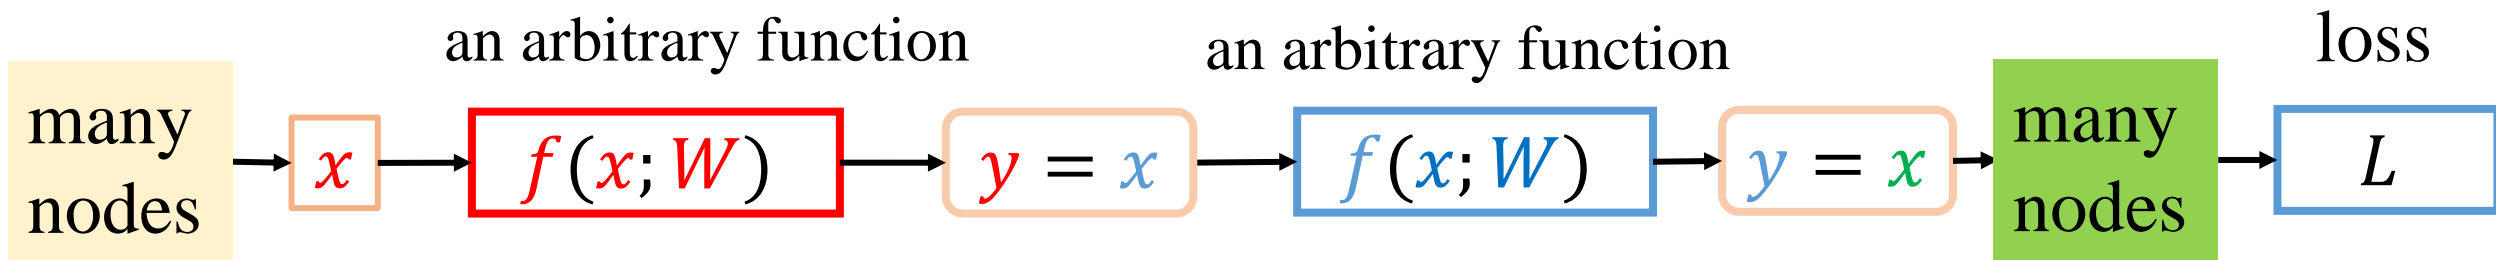 an arbitrary function
an arbitrary function
loss
many
nodes
x
f(x; W)
y = x
f(x; W)
y = x
many
nodes
L